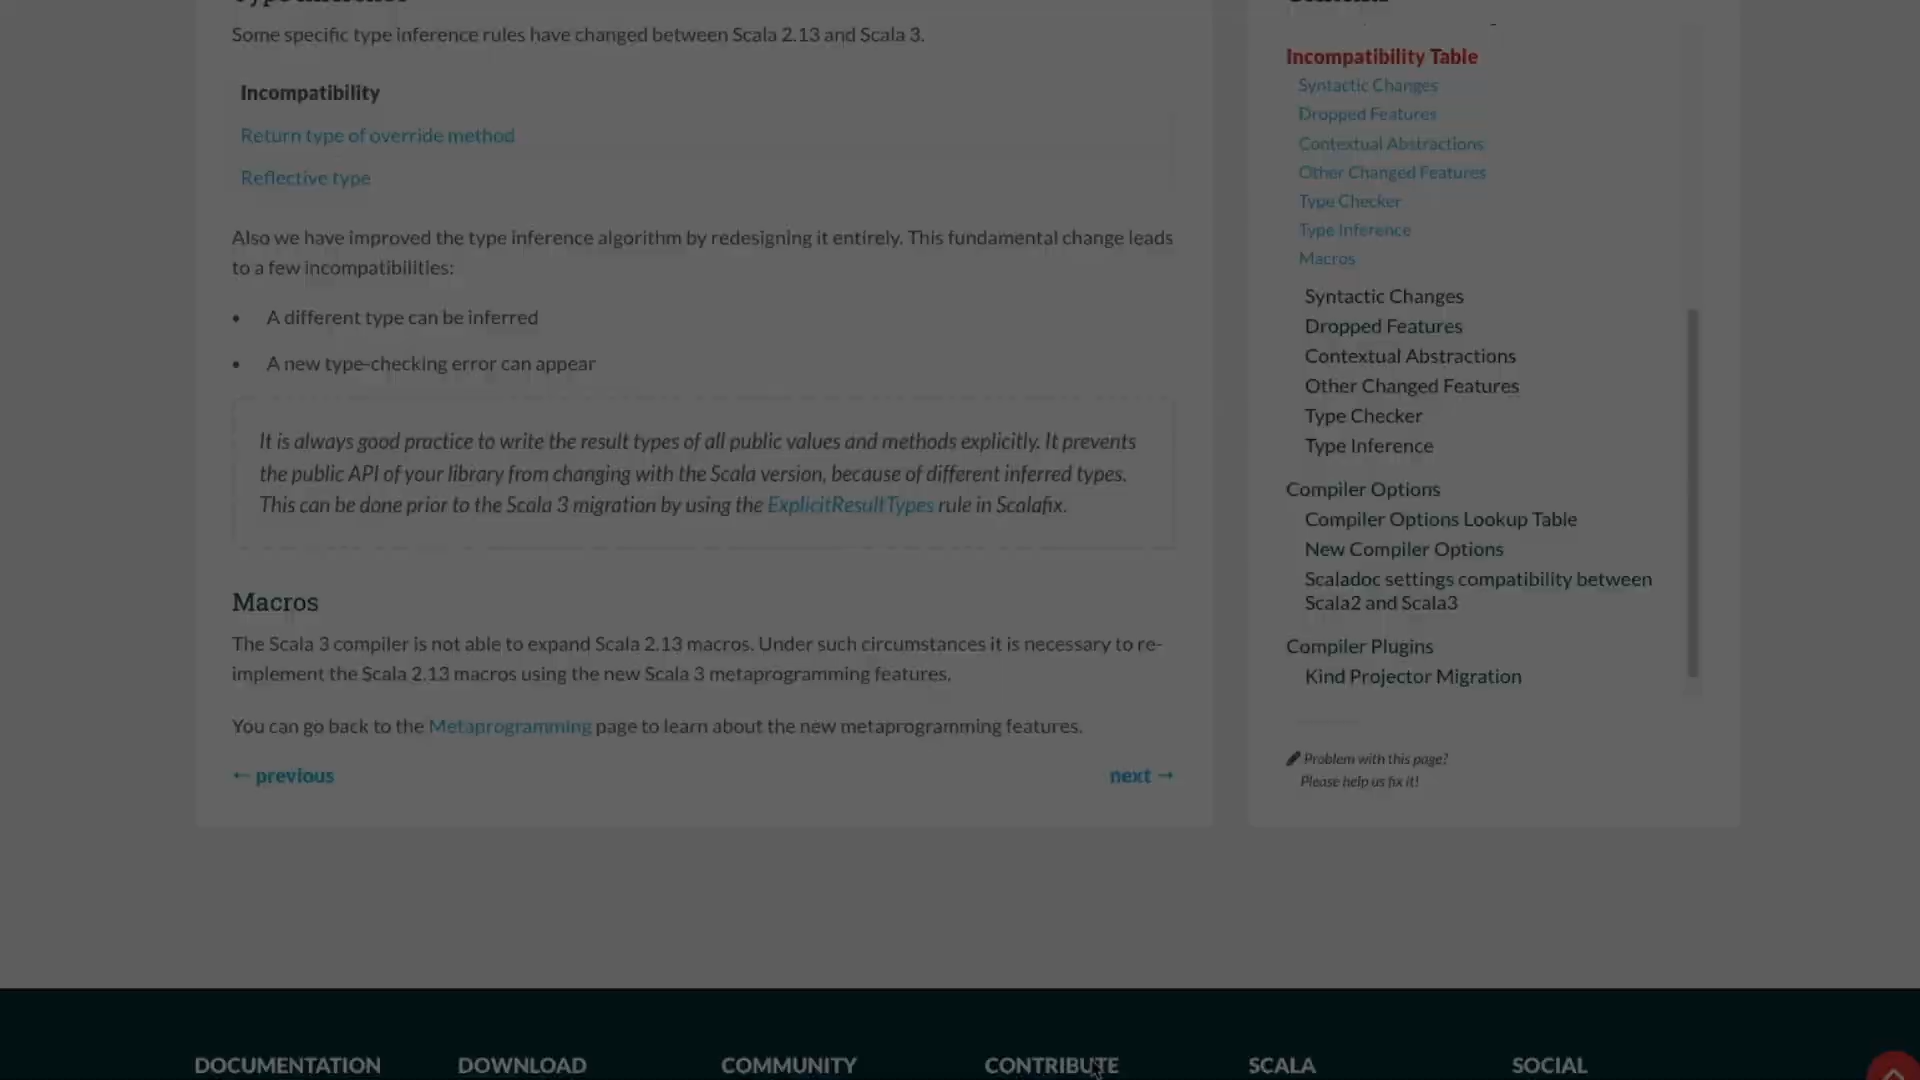 Some specific type inference rules have changed between Scala 2.13 and Scala 3.
Incompatibility
Return type of override method
Reflective type
Also we have improved the type inference algorithm by redesigning it entirely. This fundamental change leads
to a few incompatibilities:
• A different type can be inferred
• A new type-checking error can appear
It is always good practice to write the result types of all public values and methods explicitly. It prevents
the public API of your library from changing with the Scala version, because of different inferred types.
This can be done prior to the Scala 3 migration by using the ExplicitResultTypes rule in Scalafix.
Macros
The Scala 3 compiler is not able to expand Scala 2.13 macros. Under such circumstances it is necessary to re-
implement the Scala 2.13 macros using the new Scala 3 metaprogramming features.
You can go back to the Metaprogramming page to learn about the new metaprogramming features.
← previous
next →
Incompatibility Table
Syntactic Changes
Dropped Features
Contextual Abstractions
Other Changed Features
Type Checker
Type Inference
Macros
Syntactic Changes
Dropped Features
Contextual Abstractions
Other Changed Features
Type Checker
Type Inference
Compiler Options
Compiler Options Lookup Table
New Compiler Options
Scaladoc settings compatibility between
Scala2 and Scala3
Compiler Plugins
Kind Projector Migration
Problem with this page?
Please help us fix it!
DOCUMENTATION
DOWNLOAD
COMMUNITY
CONTRIBUTE
SCALA
SOCIAL